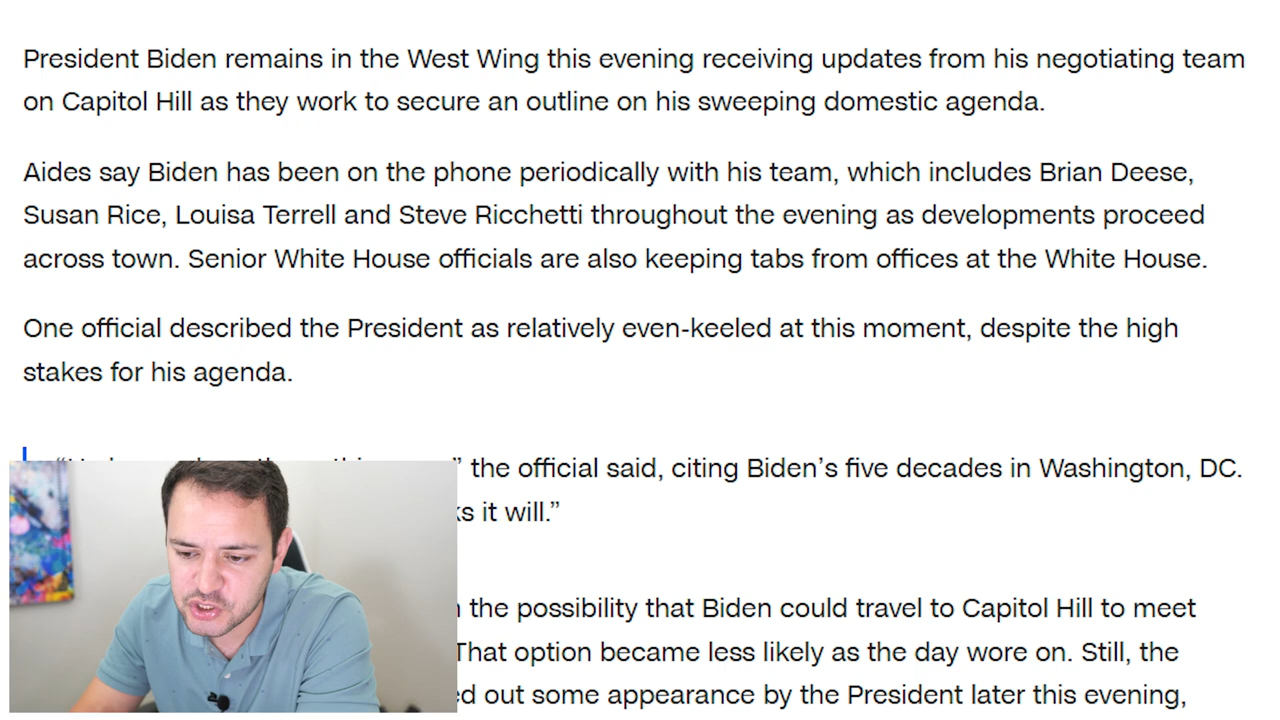 President Biden remains in the West Wing this evening receiving updates from his negotiating team
on Capitol Hill as they work to secure an outline on his sweeping domestic agenda.
Aides say Biden has been on the phone periodically with his team, which includes Brian Deese,
Susan Rice, Louisa Terrell and Steve Ricchetti throughout the evening as developments proceed
across town. Senior White House officials are also keeping tabs from offices at the White House.
One official described the President as relatively even-keeled at this moment, despite the high
stakes for his agenda.
” the official said, citing Biden’s five decades in Washington, DC.
it will.”
the possibility that Biden could travel to Capitol Hill to meet
That option became less likely as the day wore on. Still, the
out some appearance by the President later this evening,